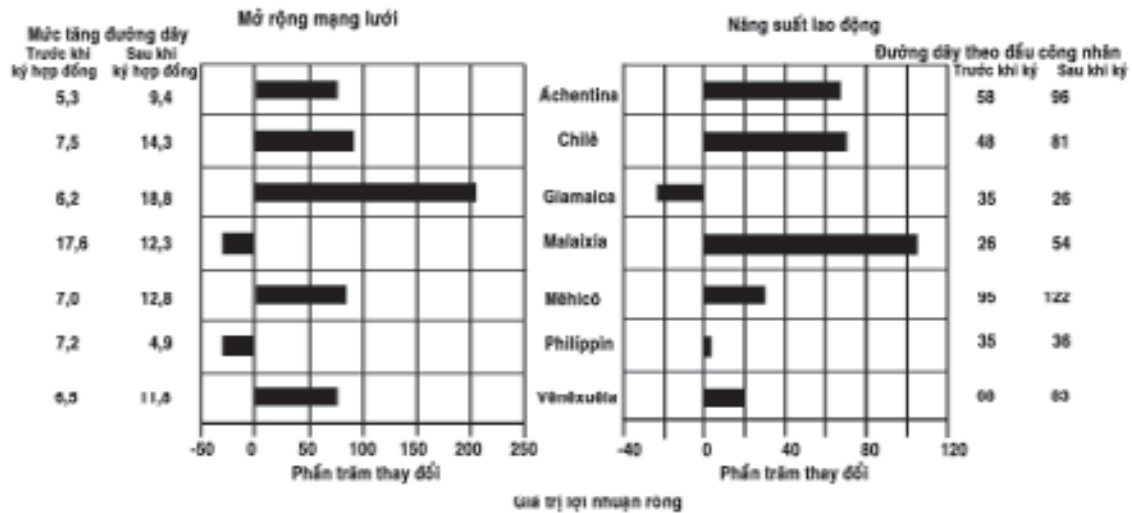 Mở rộng mạng lưới
Năng suất lao động
Mức tăng đường dây
Trước khi ký hợp đồng
Sau khi ký hợp đồng
Đường dây theo đầu công nhân
Trước khi ký
Sau khi ký
5,3 9,4 Áchentina 58 96
7,5 14,3 Chilê 48 81
6,2 18,8 Giamaica 35 26
17,6 12,3 Malaixia 26 54
7,0 12,8 Mêhicô 95 122
7,2 4,9 Philippin 35 36
Vênêxuêla
-50 0 50 100 150 200 250
-40 0 40 80 120
Phần trăm thay đổi
Phần trăm thay đổi
Giá trị lợi nhuận ròng